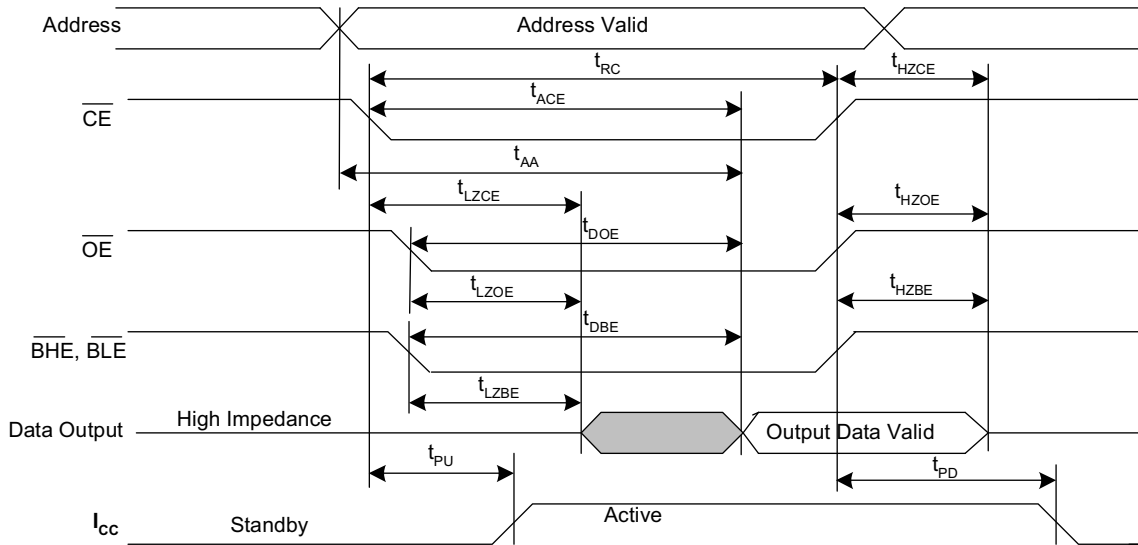 Address
Address Valid
tRC
tHZCE
tACE
CE
tAA
tLZCE
tHZOE
OE
tDOE
tLZOE
tHZBE
tDBE
BHE, BLE
tLZBE
Data Output
High Impedance
Output Data Valid
tPU
tPD
ICC
Standby
Active